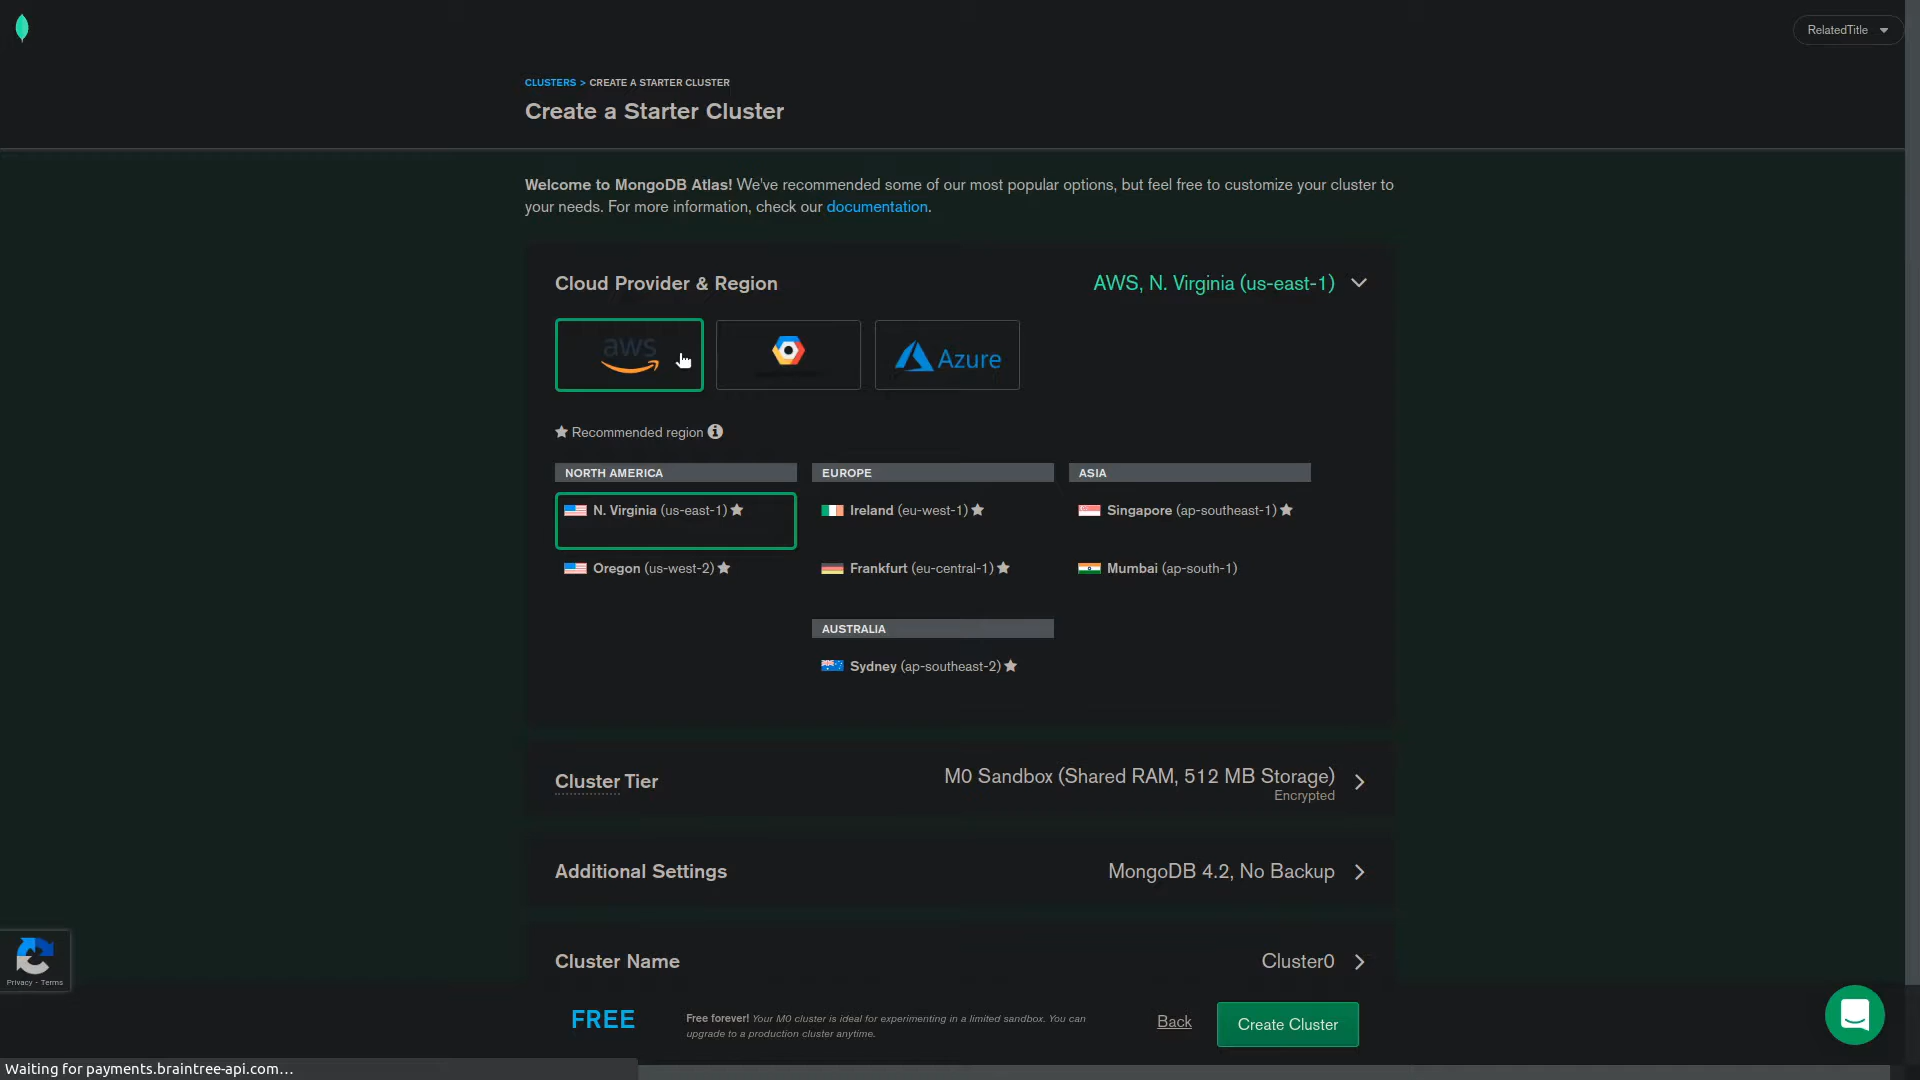 RelatedTitle
CLUSTERS > CREATE A STARTER CLUSTER
Create a Starter Cluster
Welcome to MongoDB Atlas! We've recommended some of our most popular options, but feel free to customize your cluster to
your needs. For more information, check our documentation.
Cloud Provider & Region
AWS, N. Virginia (us-east-1)
aws
Azure
Recommended region
NORTH AMERICA
EUROPE
ASIA
N. Virginia (us-east-1)
Ireland (eu-west-1)
Singapore (ap-southeast-1)
Oregon (us-west-2)
Frankfurt (eu-central-1)
Mumbai (ap-south-1)
AUSTRALIA
Sydney (ap-southeast-2)
Cluster Tier
M0 Sandbox (Shared RAM, 512 MB Storage)
Encrypted
Additional Settings
MongoDB 4.2, No Backup
Cluster Name
Cluster0
Privacy - Terms
FREE
Free forever! Your M0 cluster is ideal for experimenting in a limited sandbox. You can
upgrade to a production cluster anytime.
Back
Create Cluster
Waiting for payments.braintree-api.com…